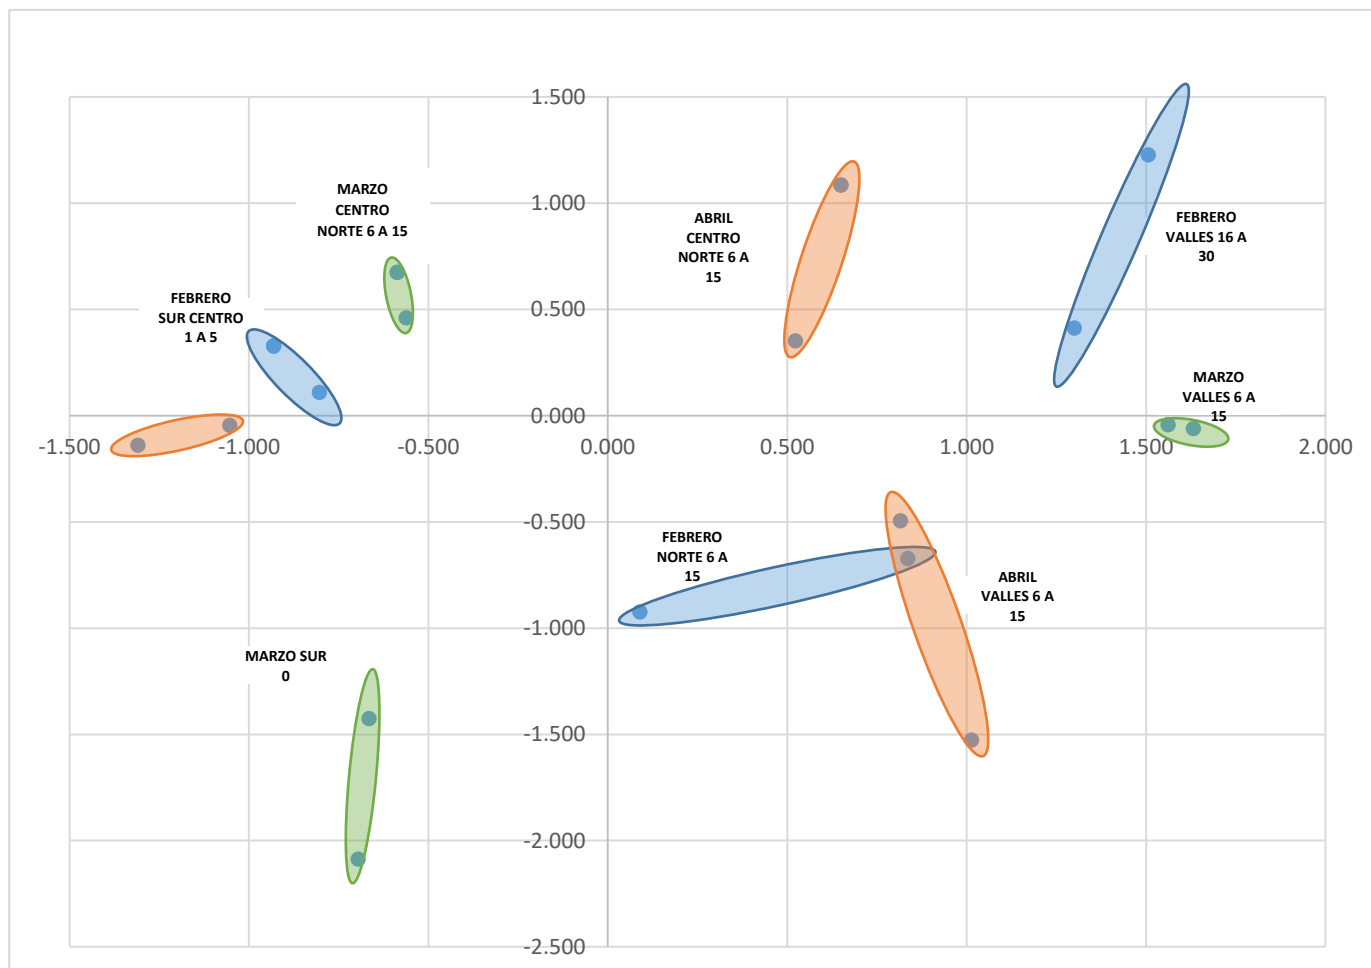 1.500
MARZO
CENTRO
NORTE 6 A 15
ABRIL
CENTRO
NORTE 6 A
15
FEBRERO
VALLES 16 A
30
1.000
FEBRERO
SUR CENTRO
1 A 5
0.500
MARZO
VALLES 6 A
15
0.000
-1.500 -1.000 -0.500 0.000 0.500 1.000 1.500 2.000
-0.500
FEBRERO
NORTE 6 A
15
ABRIL
VALLES 6 A
15
-1.000
MARZO SUR
0
-1.500
-2.000
-2.500